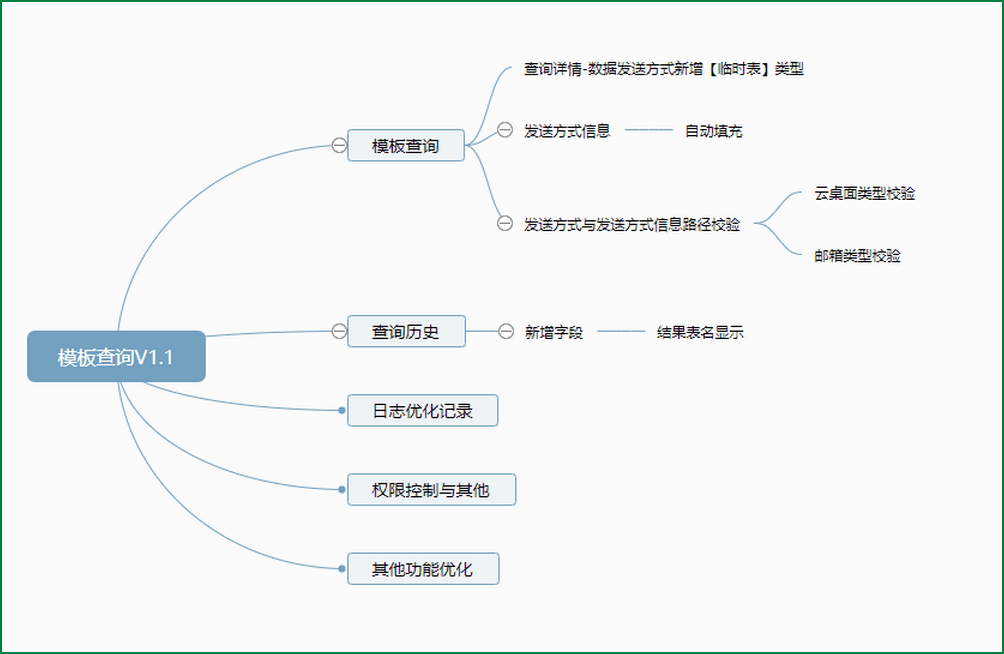 模板查询V1.1
模板查询
查询详情-数据发送方式新增【临时表】类型
发送方式信息
自动填充
发送方式与发送方式信息路径校验
云桌面类型校验
邮箱类型校验
查询历史
新增字段
结果表名显示
日志优化记录
权限控制与其他
其他功能优化